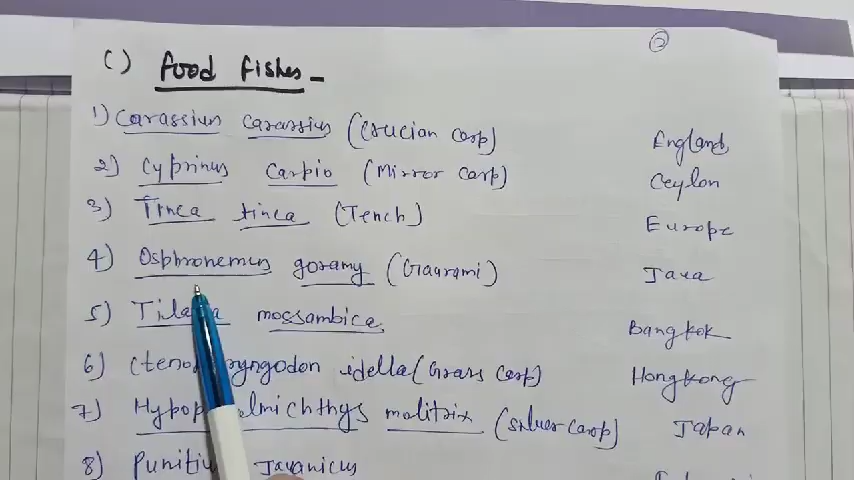 ②
C) Food fishes -
1) Carassius carassius (Crucian Carp) England
2) Cyprinus Carpio (Mirror Carp) Ceylon
3) Tinca tinca (Tench) Europe
4) Osphronemus goramy (Gaurami) Java
5) mossambica Bangkok
6) idella (Grass Carp) Hongkong
7) molitrix (Silver Carp) Japan
8) Javanicus